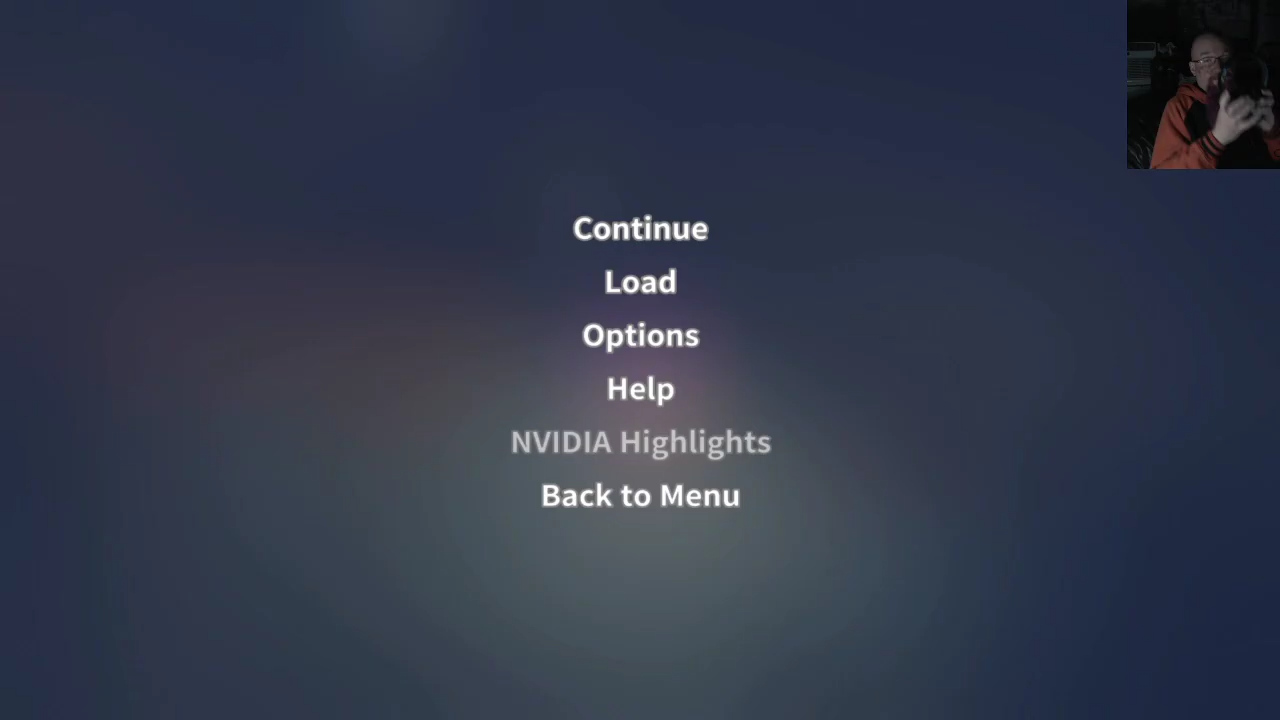 Continue
Load
Options
Help
NVIDIA Highlights
Back to Menu